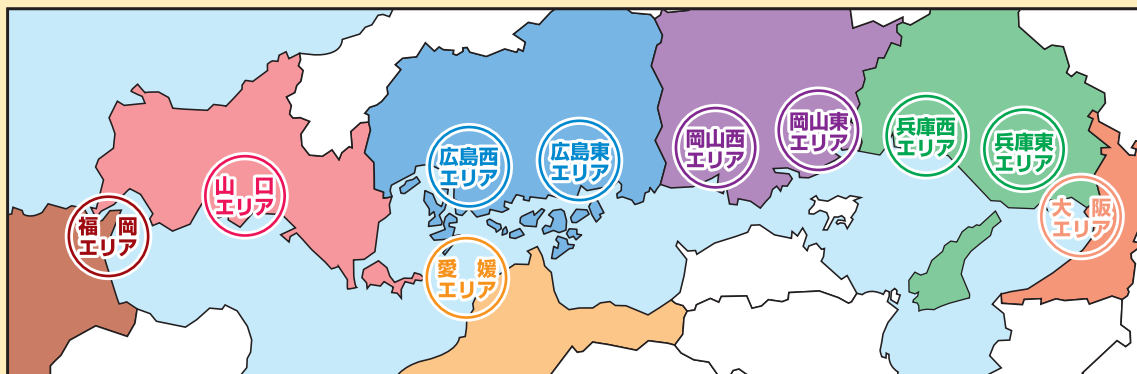 福　岡
エリア
山　口
エリア
広島西
エリア
愛　媛
エリア
広島東
エリア
岡山西
エリア
岡山東
エリア
兵庫西
エリア
兵庫東
エリア
大　阪
エリア